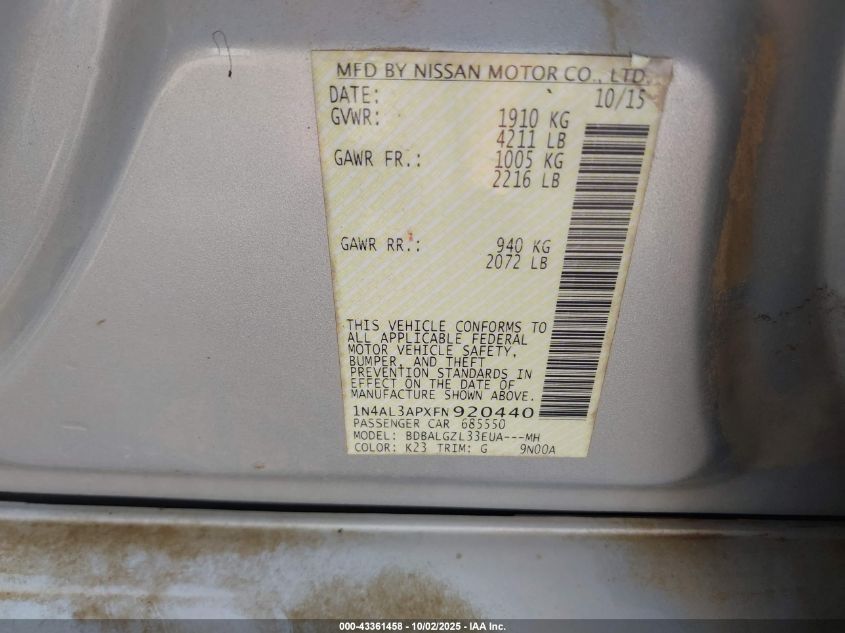 MFD BY NISSAN MOTOR CO., LTD.
DATE: 10/15
GVWR: 1910 KG
4211 LB
GAWR FR.: 1005 KG
2216 LB
GAWR RR.: 940 KG
2072 LB
THIS VEHICLE CONFORMS TO
ALL APPLICABLE FEDERAL
MOTOR VEHICLE SAFETY,
BUMPER, AND THEFT
PREVENTION STANDARDS IN
EFFECT ON THE DATE OF
MANUFACTURE SHOWN ABOVE.
1N4AL3APXFN920440
PASSENGER CAR 685550
MODEL: BDBALGZL33EUA---MH
COLOR: K23 TRIM: G 9N00A
000-43361458 - 10/02/2025 - IAA Inc.